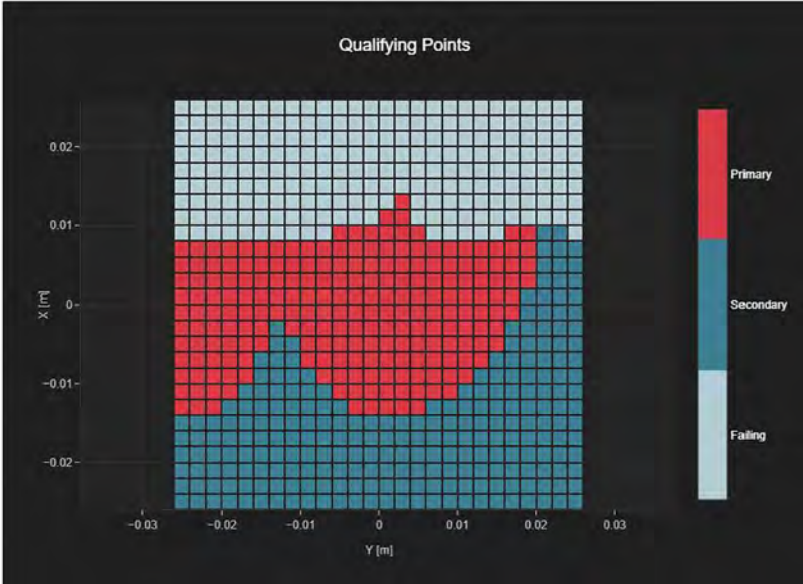 Qualifying Points
0.02
0.01
0
−0.01
−0.02
X [m]
−0.03
−0.02
−0.01
0
0.01
0.02
0.03
Y [m]
Primary
Secondary
Failing